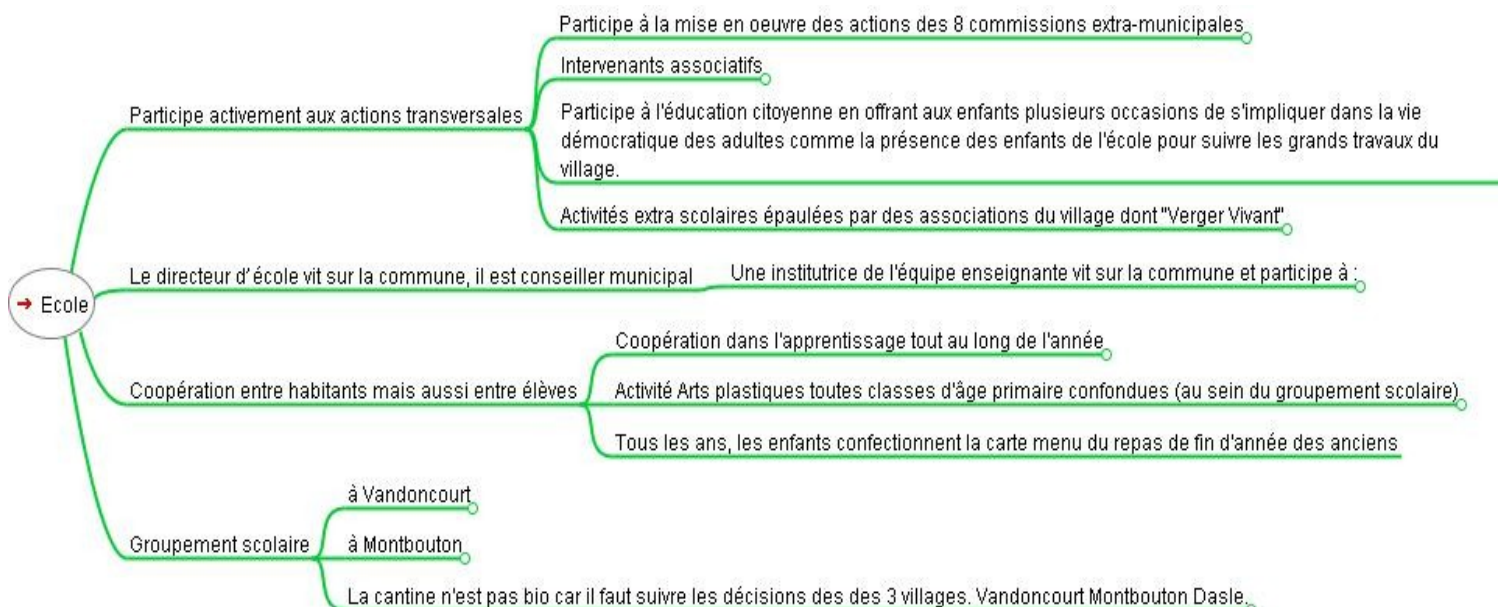 Participe à la mise en oeuvre des actions des 8 commissions extra-municipales
Intervenants associatifs
Participe activement aux actions transversales
Participe à l'éducation citoyenne en offrant aux enfants plusieurs occasions de s'impliquer dans la vie
démocratique des adultes comme la présence des enfants de l'école pour suivre les grands travaux du
village.
Activités extra scolaires épaulées par des associations du village dont "Verger Vivant"
Le directeur d'école vit sur la commune, il est conseiller municipal
Une institutrice de l'équipe enseignante vit sur la commune et participe à :
Ecole
Coopération entre habitants mais aussi entre élèves
Coopération dans l'apprentissage tout au long de l'année
Activité Arts plastiques toutes classes d'âge primaire confondues (au sein du groupement scolaire)
Tous les ans, les enfants confectionnent la carte menu du repas de fin d'année des anciens
Groupement scolaire
à Vandoncourt
à Montbouton
La cantine n'est pas bio car il faut suivre les décisions des des 3 villages. Vandoncourt Montbouton Dasle.